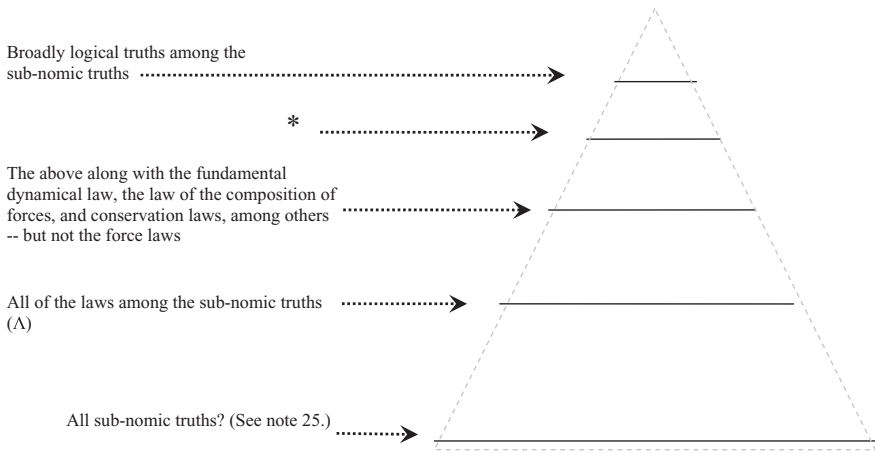 Broadly logical truths among the
sub-nomic truths
*
The above along with the fundamental
dynamical law, the law of the composition of
forces, and conservation laws, among others
-- but not the force laws
All of the laws among the sub-nomic truths
(Λ)
All sub-nomic truths? (See note 25.)